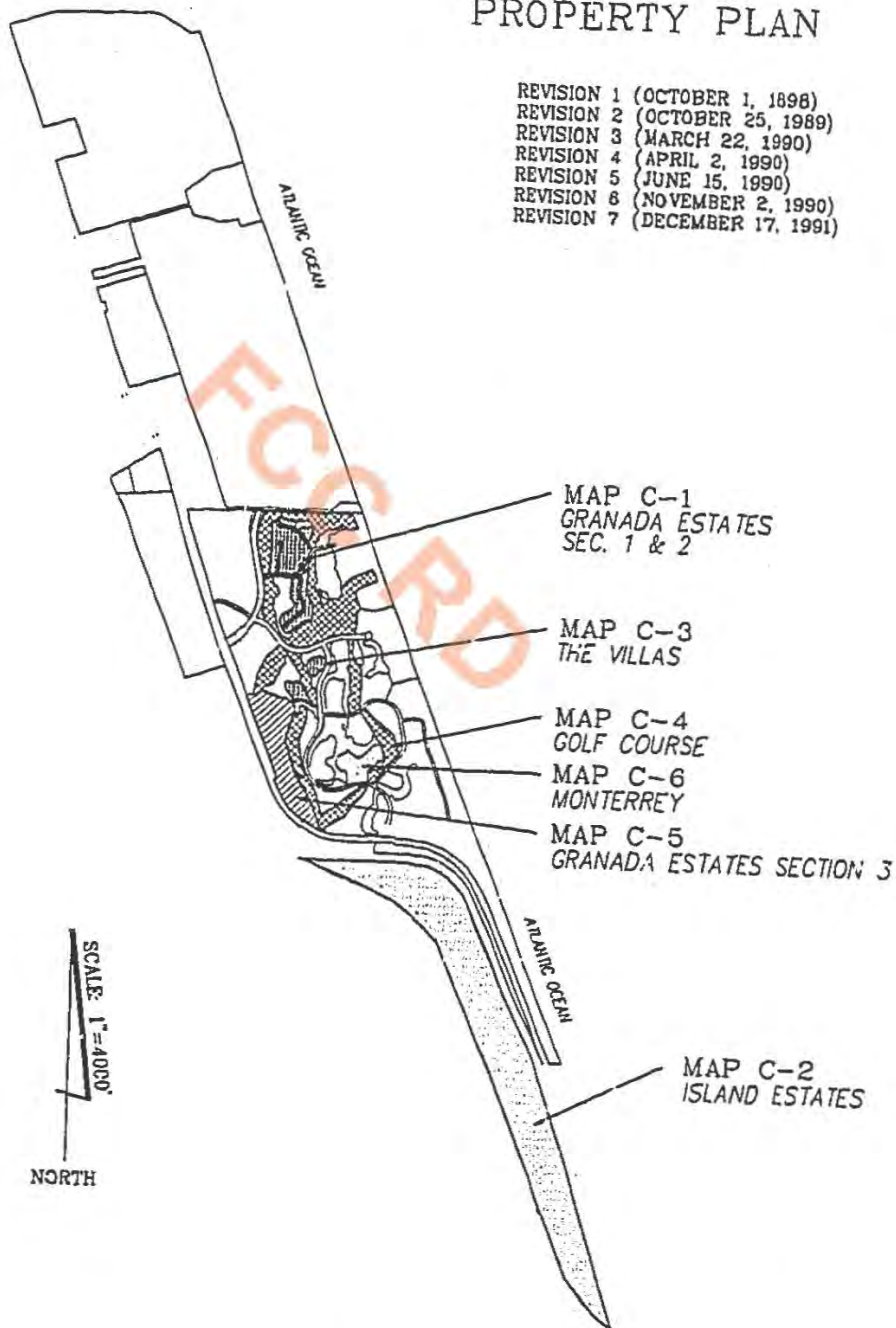 PROPERTY PLAN
REVISION 1 (OCTOBER 1, 1898)
REVISION 2 (OCTOBER 25, 1989)
REVISION 3 (MARCH 22, 1990)
REVISION 4 (APRIL 2, 1990)
REVISION 5 (JUNE 15, 1990)
REVISION 6 (NOVEMBER 2, 1990)
REVISION 7 (DECEMBER 17, 1991)
ATLANTIC OCEAN
FCC RD
MAP C-1
GRANADA ESTATES
SEC. 1 & 2
MAP C-3
THE VILLAS
MAP C-4
GOLF COURSE
MAP C-6
MONTERREY
MAP C-5
GRANADA ESTATES SECTION 3
ATLANTIC OCEAN
SCALE: 1"=4000'
MAP C-2
ISLAND ESTATES
NORTH